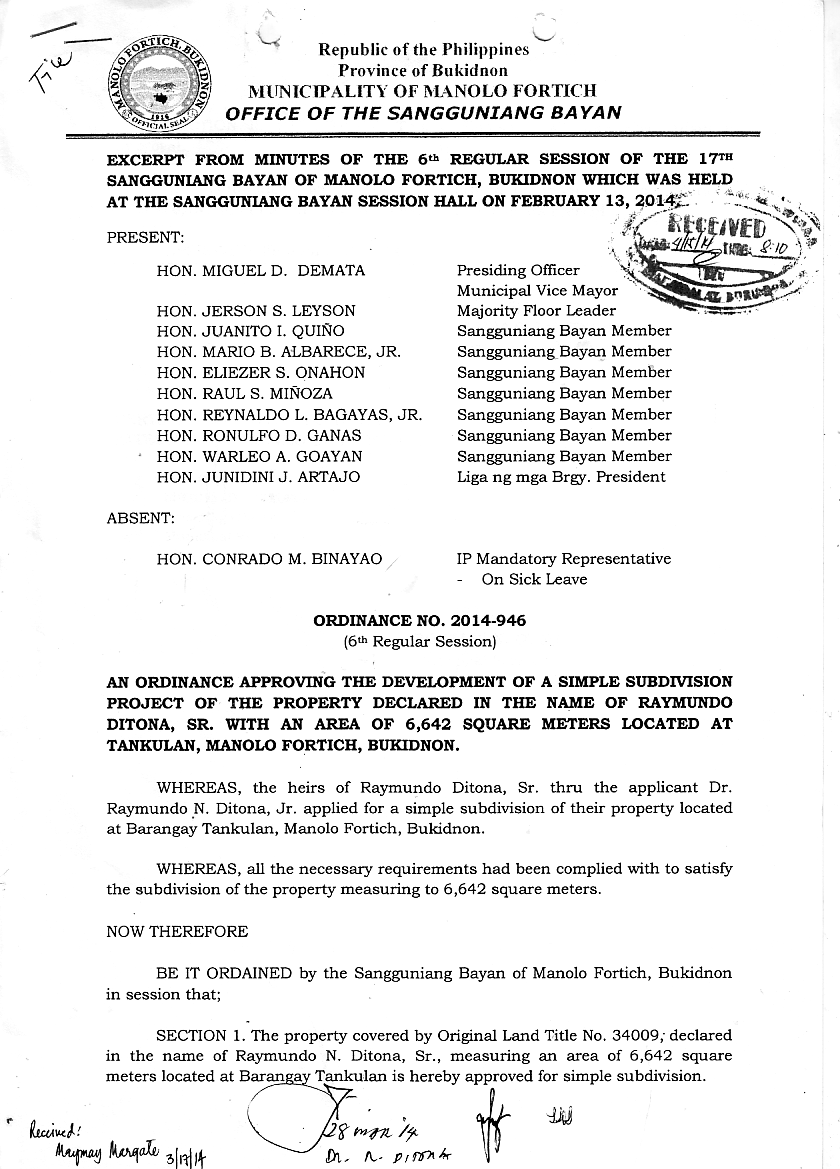 File
MANOLO FORTICH, BUKIDNON
1914
OFFICIAL SEAL
Republic of the Philippines
Province of Bukidnon
MUNICIPALITY OF MANOLO FORTICH
OFFICE OF THE SANGGUNIANG BAYAN
EXCERPT FROM MINUTES OF THE 6th REGULAR SESSION OF THE 17TH
SANGGUNIANG BAYAN OF MANOLO FORTICH, BUKIDNON WHICH WAS HELD
AT THE SANGGUNIANG BAYAN SESSION HALL ON FEBRUARY 13, 2014.
RECEIVED
TIME: 8:10
PRESENT:
HON. MIGUEL D. DEMATA Presiding Officer
Municipal Vice Mayor
HON. JERSON S. LEYSON Majority Floor Leader
HON. JUANITO I. QUIÑO Sangguniang Bayan Member
HON. MARIO B. ALBARECE, JR. Sangguniang Bayan Member
HON. ELIEZER S. ONAHON Sangguniang Bayan Member
HON. RAUL S. MIÑOZA Sangguniang Bayan Member
HON. REYNALDO L. BAGAYAS, JR. Sangguniang Bayan Member
HON. RONULFO D. GANAS Sangguniang Bayan Member
HON. WARLEO A. GOAYAN Sangguniang Bayan Member
HON. JUNIDINI J. ARTAJO Liga ng mga Brgy. President
ABSENT:
HON. CONRADO M. BINAYAO IP Mandatory Representative
- On Sick Leave
ORDINANCE NO. 2014-946
(6th Regular Session)
AN ORDINANCE APPROVING THE DEVELOPMENT OF A SIMPLE SUBDIVISION
PROJECT OF THE PROPERTY DECLARED IN THE NAME OF RAYMUNDO
DITONA, SR. WITH AN AREA OF 6,642 SQUARE METERS LOCATED AT
TANKULAN, MANOLO FORTICH, BUKIDNON.
WHEREAS, the heirs of Raymundo Ditona, Sr. thru the applicant Dr.
Raymundo N. Ditona, Jr. applied for a simple subdivision of their property located
at Barangay Tankulan, Manolo Fortich, Bukidnon.
WHEREAS, all the necessary requirements had been complied with to satisfy
the subdivision of the property measuring to 6,642 square meters.
NOW THEREFORE
BE IT ORDAINED by the Sangguniang Bayan of Manolo Fortich, Bukidnon
in session that;
SECTION 1. The property covered by Original Land Title No. 34009, declared
in the name of Raymundo N. Ditona, Sr., measuring an area of 6,642 square
meters located at Barangay Tankulan is hereby approved for simple subdivision.
Received:
Maymay Margate 3/17/14
28 mar '14
Dr. R. Ditona